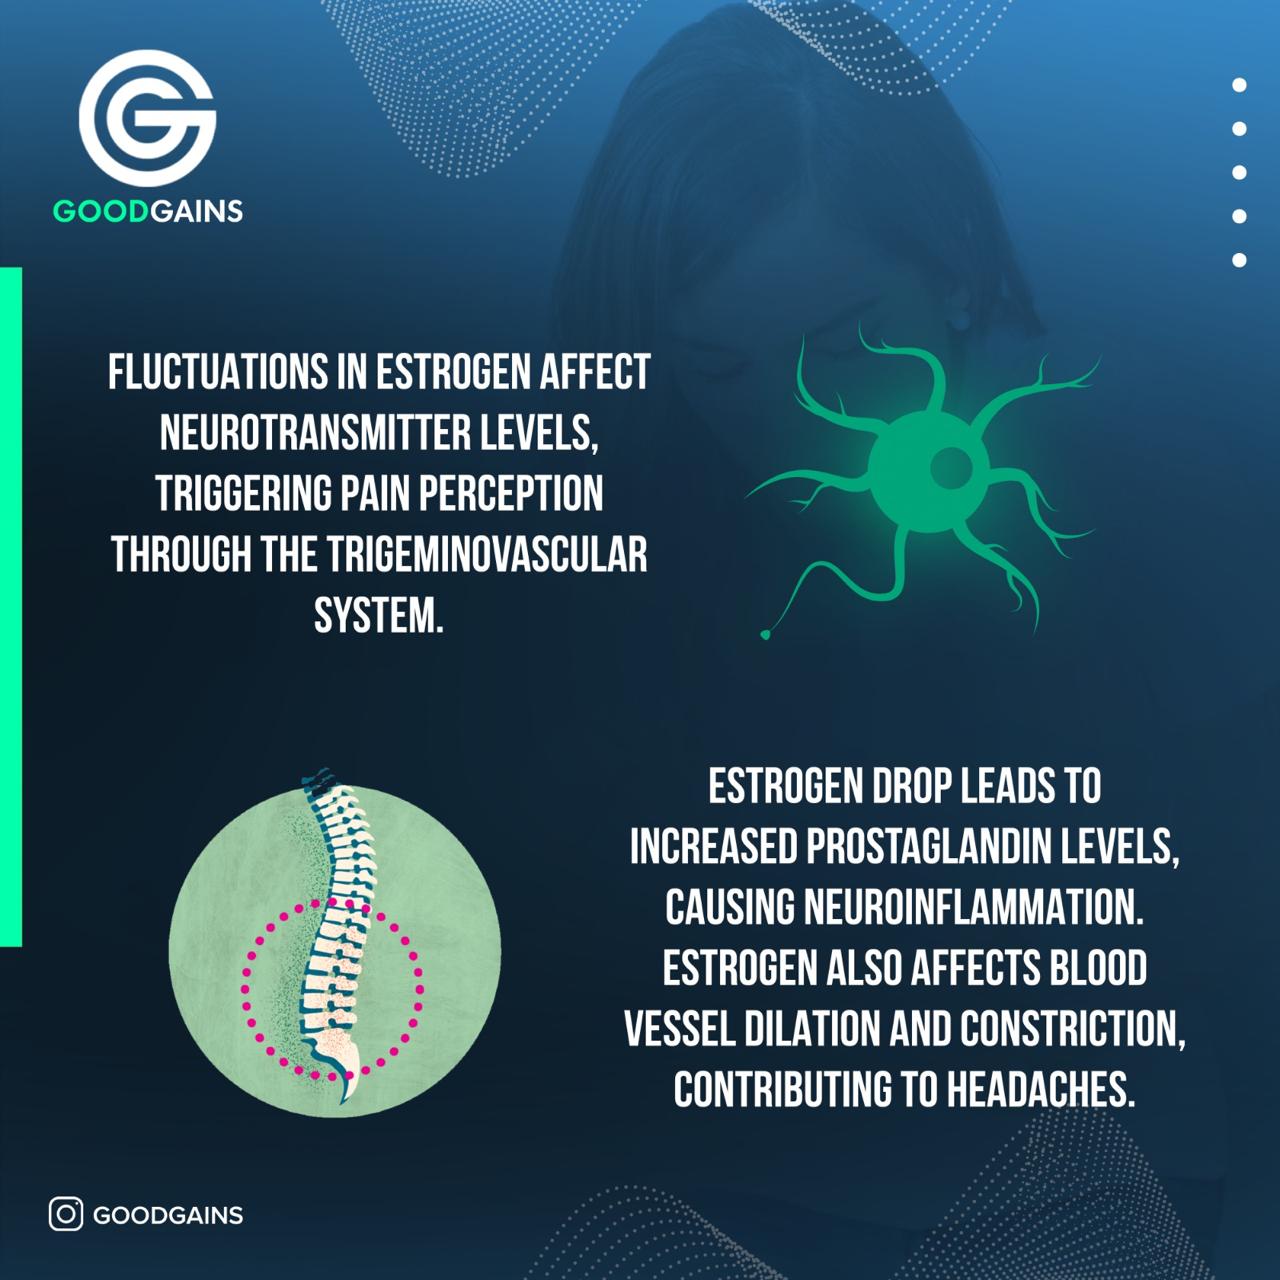 GOODGAINS
FLUCTUATIONS IN ESTROGEN AFFECT
NEUROTRANSMITTER LEVELS,
TRIGGERING PAIN PERCEPTION
THROUGH THE TRIGEMINOVASCULAR
SYSTEM.
ESTROGEN DROP LEADS TO
INCREASED PROSTAGLANDIN LEVELS,
CAUSING NEUROINFLAMMATION.
ESTROGEN ALSO AFFECTS BLOOD
VESSEL DILATION AND CONSTRICTION,
CONTRIBUTING TO HEADACHES.
GOODGAINS